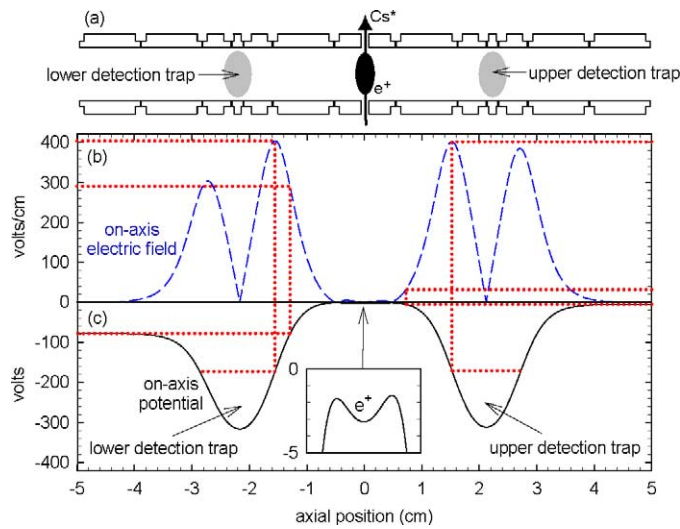 (a)
Cs*
lower detection trap
e+
upper detection trap
(b)
400
300
200
100
0
volts/cm
on-axis
electric field
(c)
-100
-200
-300
-400
volts
on-axis
potential
lower detection trap
0
e+
-5
upper detection trap
-5 -4 -3 -2 -1 0 1 2 3 4 5
axial position (cm)